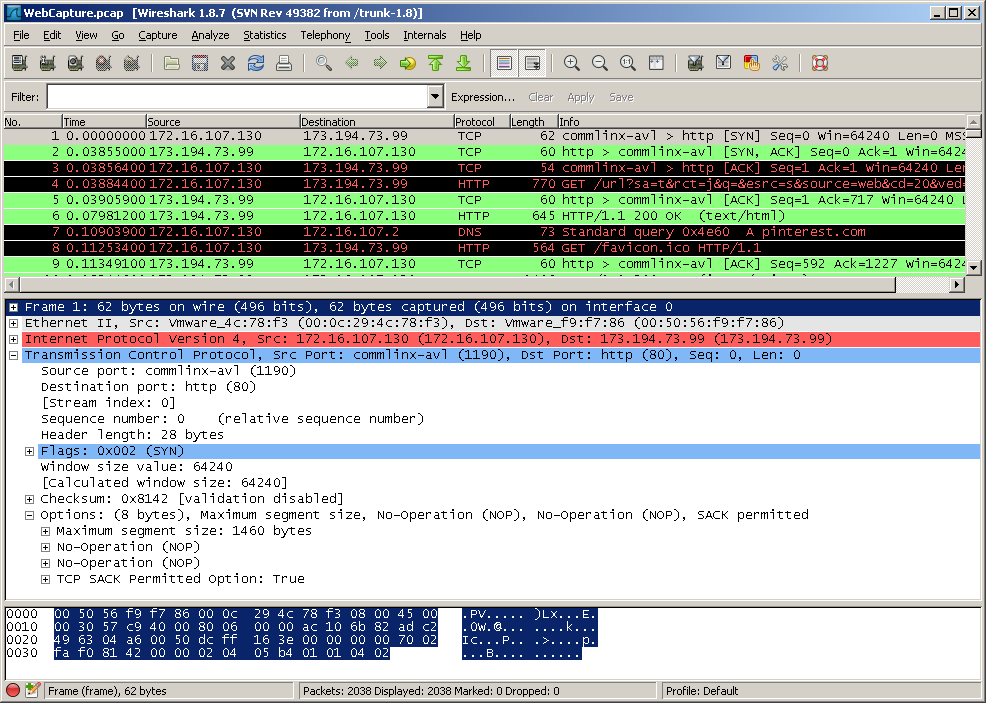 WebCapture.pcap   [Wireshark 1.8.7  (SVN Rev 49382 from /trunk-1.8)]
File Edit View Go Capture Analyze Statistics Telephony Tools Internals Help
Filter: Expression... Clear Apply Save
No. Time Source Destination Protocol Length Info
1 0.00000000 172.16.107.130 173.194.73.99 TCP 62 commlinx-avl > http [SYN] Seq=0 Win=64240 Len=0 MSS
2 0.03855000 173.194.73.99 172.16.107.130 TCP 60 http > commlinx-avl [SYN, ACK] Seq=0 Ack=1 Win=6424
3 0.03856400 172.16.107.130 173.194.73.99 TCP 54 commlinx-avl > http [ACK] Seq=1 Ack=1 Win=64240 Len
4 0.03884400 172.16.107.130 173.194.73.99 HTTP 770 GET /url?sa=t&rct=j&q=&esrc=s&source=web&cd=20&ved=
5 0.03905900 173.194.73.99 172.16.107.130 TCP 60 http > commlinx-avl [ACK] Seq=1 Ack=717 Win=64240 L
6 0.07981200 173.194.73.99 172.16.107.130 HTTP 645 HTTP/1.1 200 OK  (text/html)
7 0.10903900 172.16.107.130 172.16.107.2 DNS 73 Standard query 0x4e60  A pinterest.com
8 0.11253400 172.16.107.130 173.194.73.99 HTTP 564 GET /favicon.ico HTTP/1.1
9 0.11349100 173.194.73.99 172.16.107.130 TCP 60 http > commlinx-avl [ACK] Seq=592 Ack=1227 Win=6424
Frame 1: 62 bytes on wire (496 bits), 62 bytes captured (496 bits) on interface 0
Ethernet II, Src: Vmware_4c:78:f3 (00:0c:29:4c:78:f3), Dst: Vmware_f9:f7:86 (00:50:56:f9:f7:86)
Internet Protocol Version 4, Src: 172.16.107.130 (172.16.107.130), Dst: 173.194.73.99 (173.194.73.99)
Transmission Control Protocol, Src Port: commlinx-avl (1190), Dst Port: http (80), Seq: 0, Len: 0
Source port: commlinx-avl (1190)
Destination port: http (80)
[Stream index: 0]
Sequence number: 0    (relative sequence number)
Header length: 28 bytes
Flags: 0x002 (SYN)
Window size value: 64240
[Calculated window size: 64240]
Checksum: 0x8142 [validation disabled]
Options: (8 bytes), Maximum segment size, No-Operation (NOP), No-Operation (NOP), SACK permitted
Maximum segment size: 1460 bytes
No-Operation (NOP)
No-Operation (NOP)
TCP SACK Permitted Option: True
0000  00 50 56 f9 f7 86 00 0c  29 4c 78 f3 08 00 45 00   .PV..... )Lx...E.
0010  00 30 57 c9 40 00 80 06  00 00 ac 10 6b 82 ad c2   .0W.@... ....k...
0020  49 63 04 a6 00 50 dc ff  16 3e 00 00 00 00 70 02   Ic...P.. .>....p.
0030  fa f0 81 42 00 00 02 04  05 b4 01 01 04 02   ...B.... ......
Frame (frame), 62 bytes Packets: 2038 Displayed: 2038 Marked: 0 Dropped: 0 Profile: Default